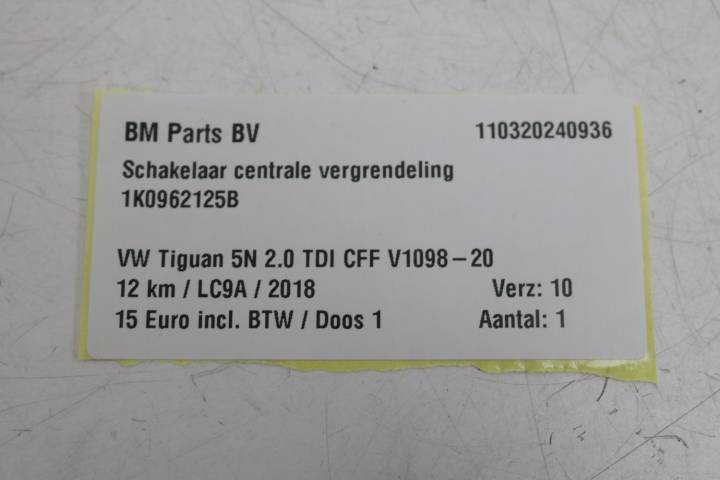 BM Parts BV 110320240936
Schakelaar centrale vergrendeling
1K0962125B
VW Tiguan 5N 2.0 TDI CFF V1098-20
12 km / LC9A / 2018 Verz: 10
15 Euro incl. BTW / Doos 1 Aantal: 1